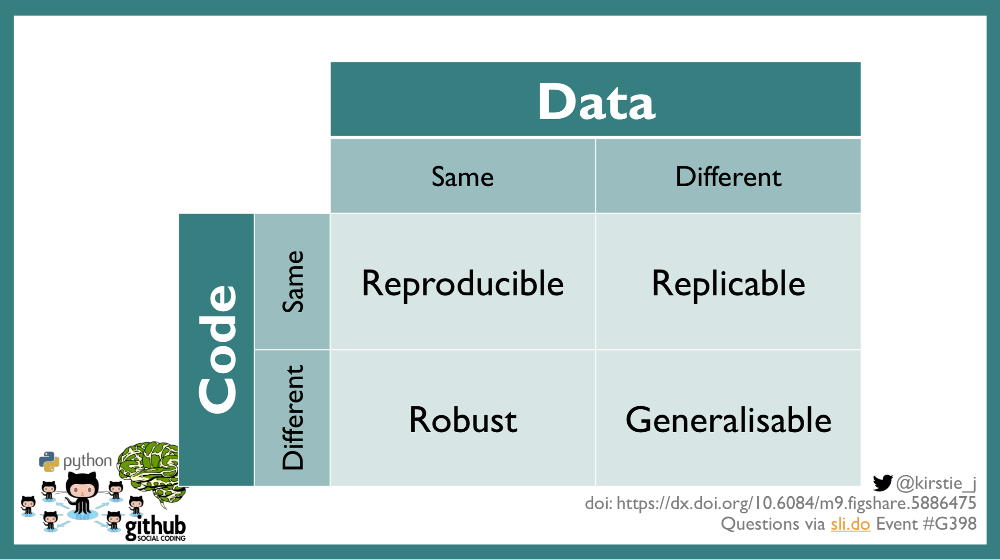 Data
Same
Different
Code
Same
Reproducible
Replicable
Different
Robust
Generalisable
python
github
SOCIAL CODING
@kirstie_j
doi: https://dx.doi.org/10.6084/m9.figshare.5886475
Questions via sli.do Event #G398